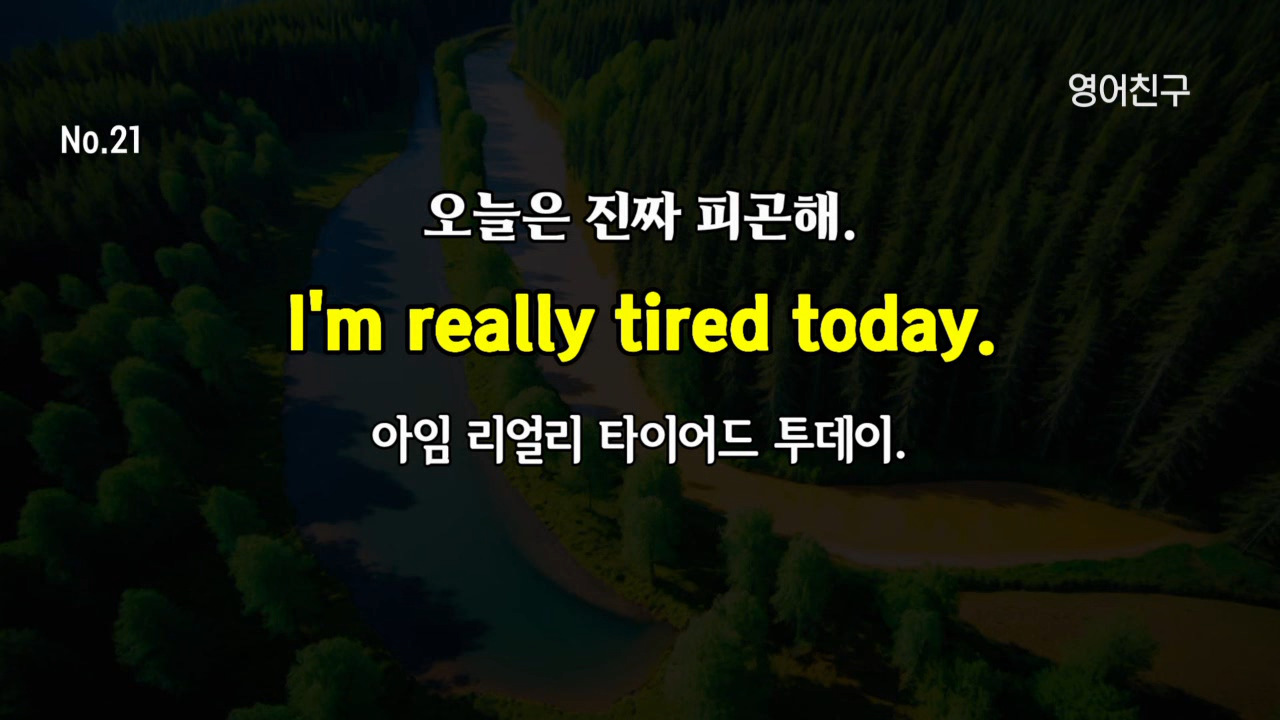 영어친구
No.21
오늘은 진짜 피곤해.
I'm really tired today.
아임 리얼리 타이어드 투데이.